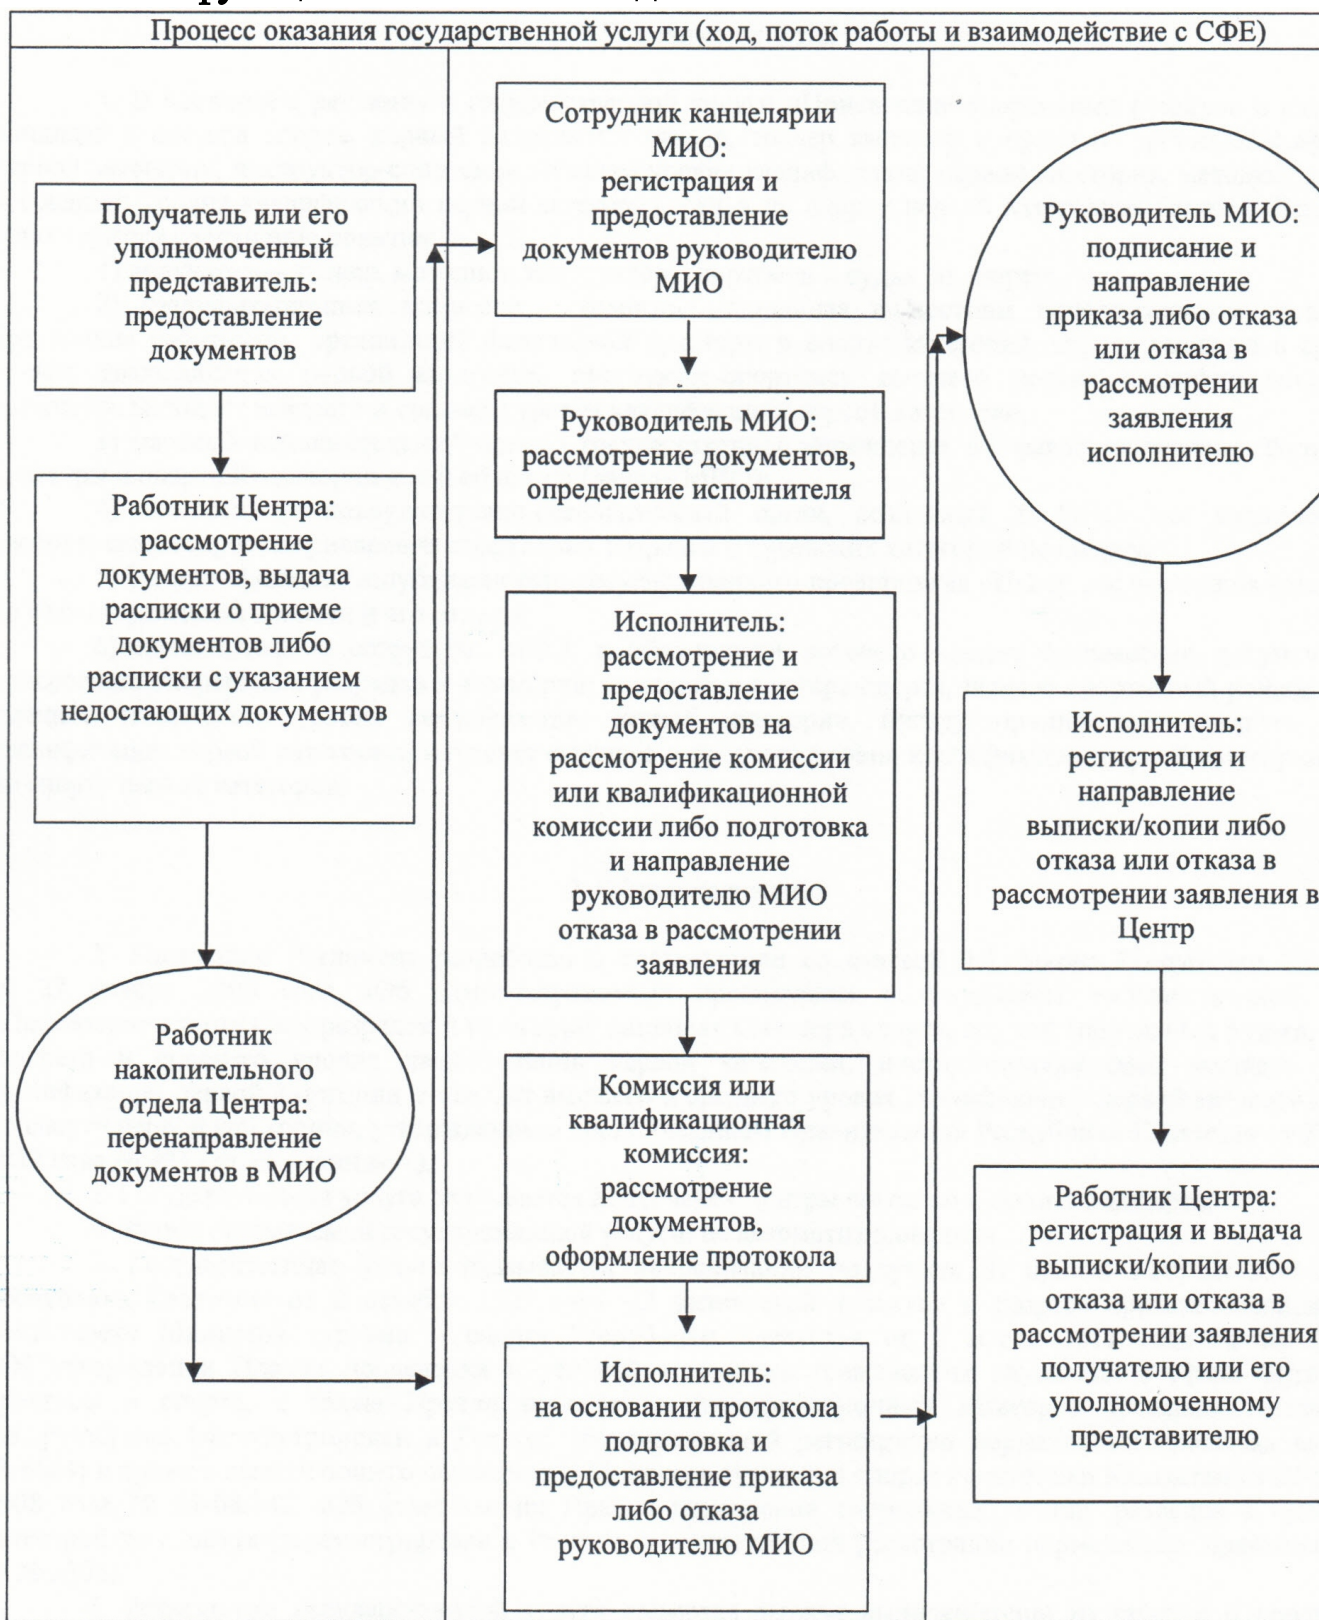 Процесс оказания государственной услуги (ход, поток работы и взаимодействие с СФЕ)
Получатель или его
уполномоченный
представитель:
предоставление
документов
Работник Центра:
рассмотрение
документов, выдача
расписки о приеме
документов либо
расписки с указанием
недостающих документов
Работник
накопительного
отдела Центра:
перенаправление
документов в МИО
Сотрудник канцелярии
МИО:
регистрация и
предоставление
документов руководителю
МИО
Руководитель МИО:
рассмотрение документов,
определение исполнителя
Исполнитель:
рассмотрение и
предоставление
документов на
рассмотрение комиссии
или квалификационной
комиссии либо подготовка
и направление
руководителю МИО
отказа в рассмотрении
заявления
Комиссия или
квалификационная
комиссия:
рассмотрение
документов,
оформление протокола
Исполнитель:
на основании протокола
подготовка и
предоставление приказа
либо отказа
руководителю МИО
Руководитель МИО:
подписание и
направление
приказа либо отказа
или отказа в
рассмотрении
заявления
исполнителю
Исполнитель:
регистрация и
направление
выписки/копии либо
отказа или отказа в
рассмотрении заявления в
Центр
Работник Центра:
регистрация и выдача
выписки/копии либо
отказа или отказа в
рассмотрении заявления
получателю или его
уполномоченному
представителю